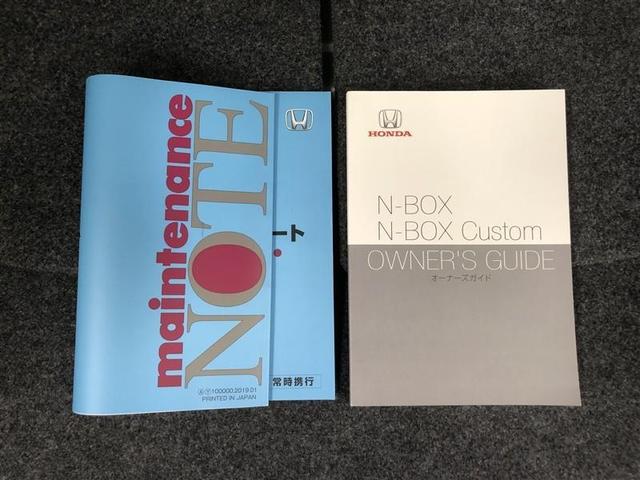 maintenance
NOTE
ート
常時携行
100000.2019.01
PRINTED IN JAPAN
HONDA
N-BOX
N-BOX Custom
OWNER'S GUIDE
オーナーズガイド